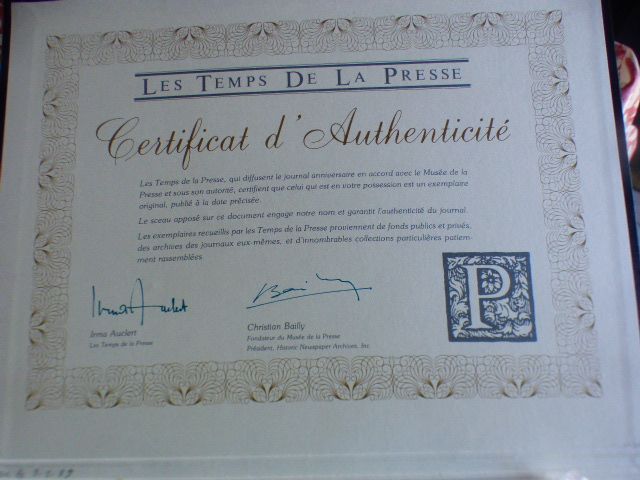 LES TEMPS DE LA PRESSE
Certificat d'Authenticité
Les Temps de la Presse, qui diffusent le journal anniversaire en accord avec le Musée de la
Presse et sous son autorité, certifient que celui qui est en votre possession est un exemplaire
original, publié à la date précisée.
Le sceau apposé sur ce document engage notre nom et garantit l'authenticité du journal.
Les exemplaires recueillis par les Temps de la Presse proviennent de fonds publics et privés,
des archives des journaux eux-mêmes, et d'innombrables collections particulières patiem-
ment rassemblées
Irma Auclert
Irma Auclert
Les Temps de la Presse
Bailly
Christian Bailly
Fondateur du Musée de la Presse
Président, Historic Newspaper Archives, Inc.
P